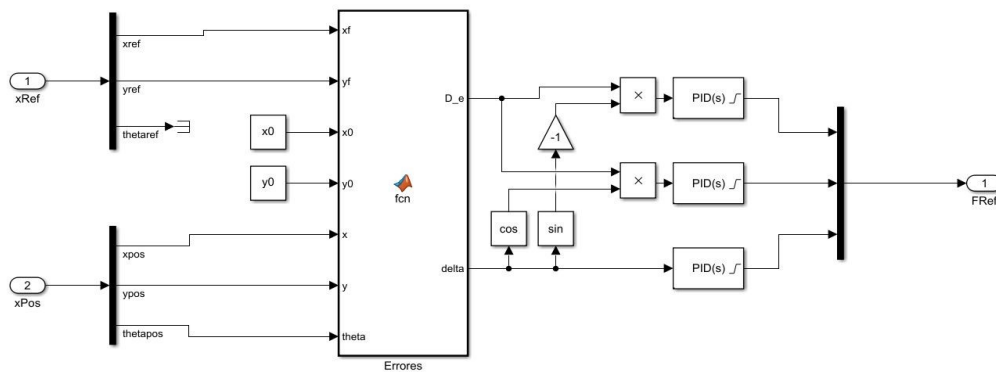 1
xRef
xref
yref
thetaref
x0
y0
2
xPos
xpos
ypos
thetapos
xf
yf
x0
y0
x
y
theta
fcn
D_e
delta
Errores
-1
cos
sin
×
×
PID(s)
PID(s)
PID(s)
1
FRef